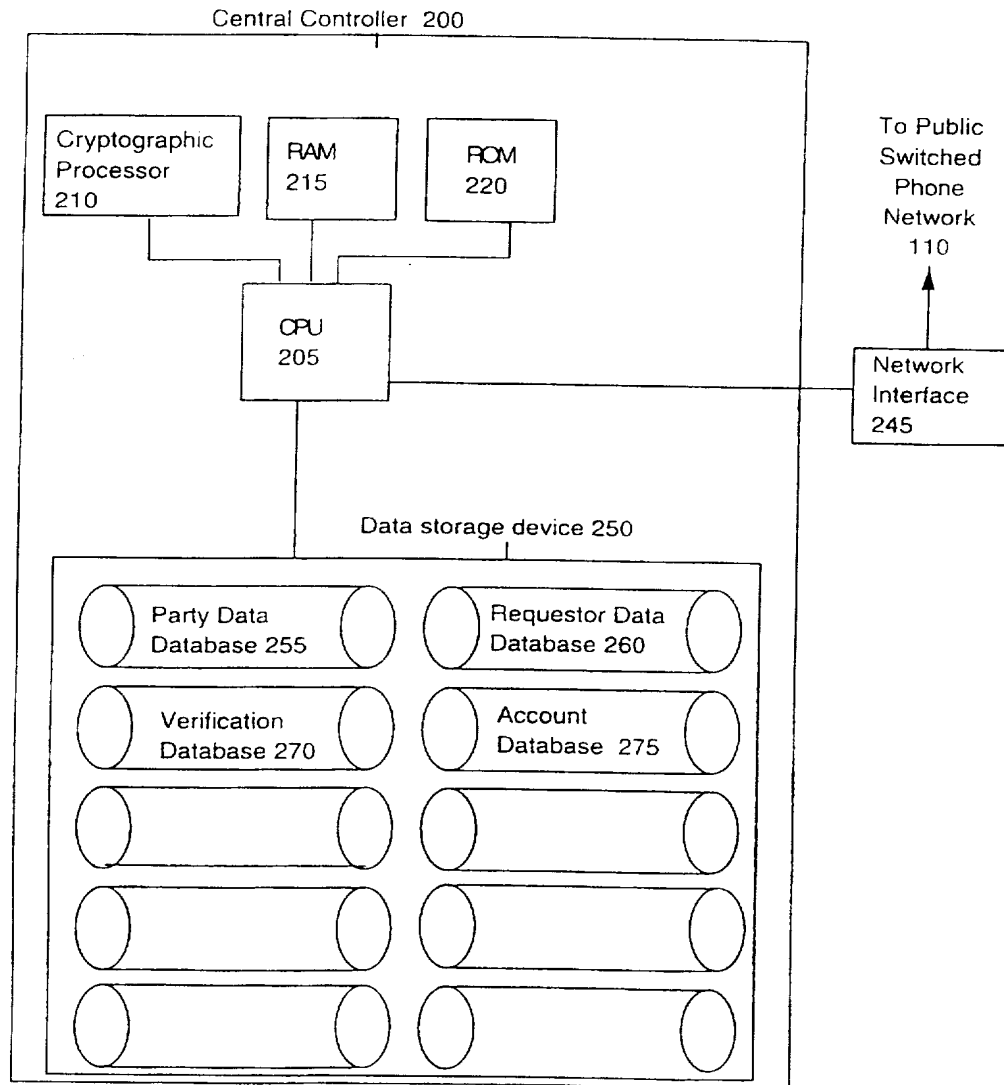 Central Controller 200
Cryptographic
Processor
210
RAM
215
ROM
220
To Public
Switched
Phone
Network
110
CPU
205
Network
Interface
245
Data storage device 250
Party Data
Database 255
Requestor Data
Database 260
Verification
Database 270
Account
Database 275